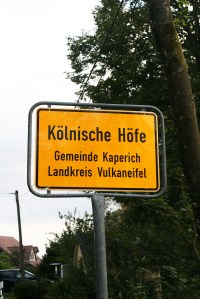 Kölnische Höfe
Gemeinde Kaperich
Landkreis Vulkaneifel